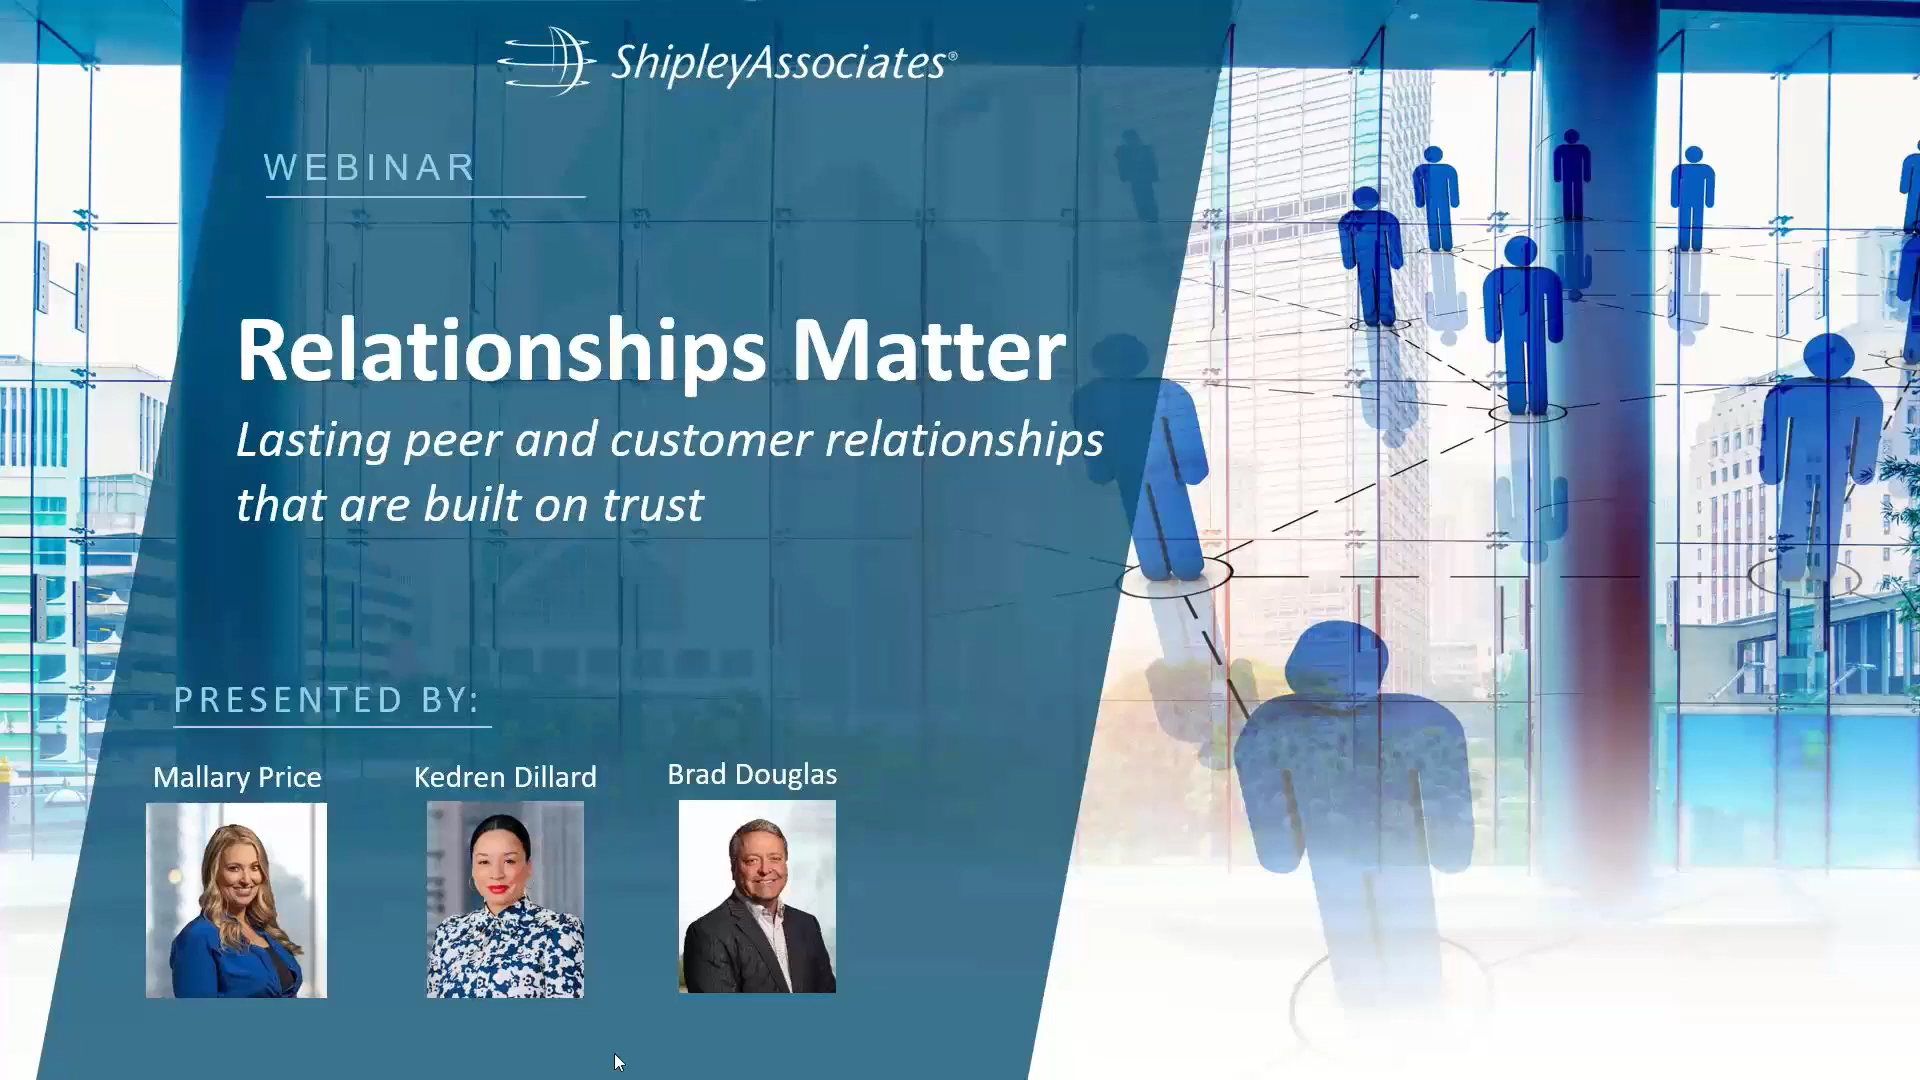 ShipleyAssociates®
WEBINAR
Relationships Matter
Lasting peer and customer relationships
that are built on trust
PRESENTED BY:
Mallary Price
Kedren Dillard
Brad Douglas